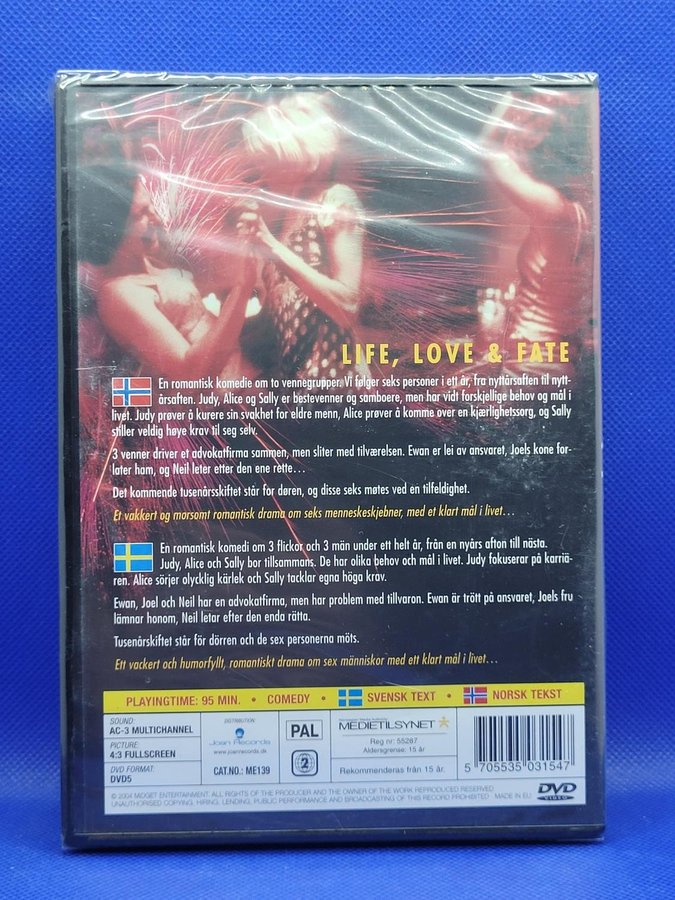 LIFE, LOVE & FATE
En romantisk komedie om to vennegrupper. Vi følger seks personer i ett år, fra nyttårsaften til nytt-
årsaften. Judy, Alice og Sally er bestevenner og samboere, men har vidt forskjellige behov og mål i
livet. Judy prøver å kurere sin svakhet for eldre menn, Alice prøver å komme over en kjærlighetssorg, og Sally
stiller veldig høye krav til seg selv.
3 venner driver et advokatfirma sammen, men sliter med tilværelsen. Ewan er lei av ansvaret, Joels kone for-
later ham, og Neil leter etter den ene rette...
Det kommende tusenårsskiftet står for døren, og disse seks møtes ved en tilfeldighet.
Et vakkert og morsomt romantisk drama om seks menneskeskjebner, med et klart mål i livet...
En romantisk komedi om 3 flickor och 3 män under ett helt år, från en nyårs afton till nästa.
Judy, Alice och Sally bor tillsammans. De har olika behov och mål i livet. Judy fokuserar på karriä-
ren. Alice sörjer olycklig kärlek och Sally tacklar egna höga krav.
Ewan, Joel och Neil har en advokatfirma, men har problem med tillvaron. Ewan är trött på ansvaret, Joels fru
lämnar honom, Neil letar efter den enda rätta.
Tusenårskiftet står för dörren och de sex personerna möts.
Ett vackert och humorfyllt, romantiskt drama om sex människor med ett klart mål i livet...
PLAYINGTIME: 95 MIN. • COMEDY • SVENSK TEXT • NORSK TEKST
SOUND:
AC-3 MULTICHANNEL
PICTURE:
4:3 FULLSCREEN
DVD FORMAT:
DVD5
DISTRIBUTION
Joan Records
www.joanrecords.dk
CAT.NO.: ME139
PAL
2
MEDIETILSYNET
Reg nr: 55267
Aldersgrense: 15 år
Rekommenderas från 15 år.
5 705535 031547
© 2004 MIDGET ENTERTAINMENT. ALL RIGHTS OF THE PRODUCER AND THE OWNER OF THE WORK REPRODUCED RESERVED
UNAUTHORISED COPYING, HIRING, LENDING, PUBLIC PERFORMANCE AND BROADCASTING OF THIS RECORD PROHIBITED MADE IN EU
DVD
VIDEO